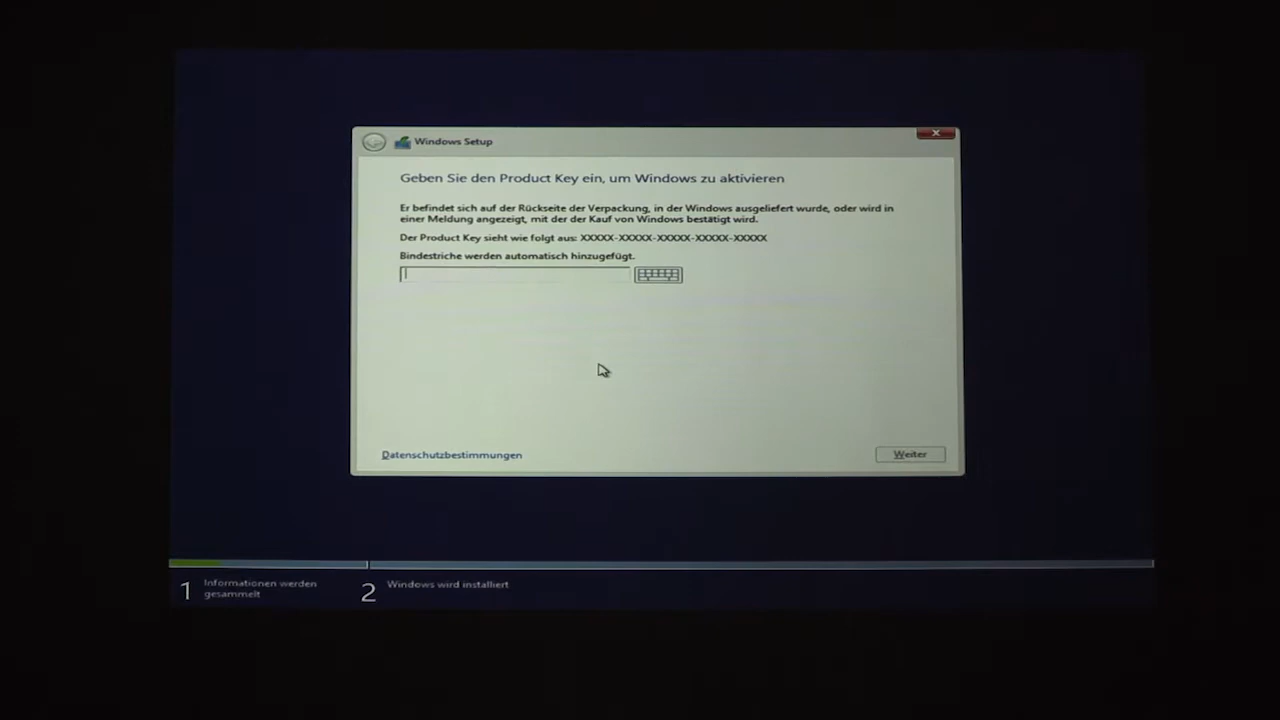 Windows Setup
Geben Sie den Product Key ein, um Windows zu aktivieren
Er befindet sich auf der Rückseite der Verpackung, in der Windows ausgeliefert wurde, oder wird in
einer Meldung angezeigt, mit der der Kauf von Windows bestätigt wird.
Der Product Key sieht wie folgt aus: XXXXX-XXXXX-XXXXX-XXXXX-XXXXX
Bindestriche werden automatisch hinzugefügt.
Datenschutzbestimmungen
Weiter
1 Informationen werden
gesammelt
2 Windows wird installiert